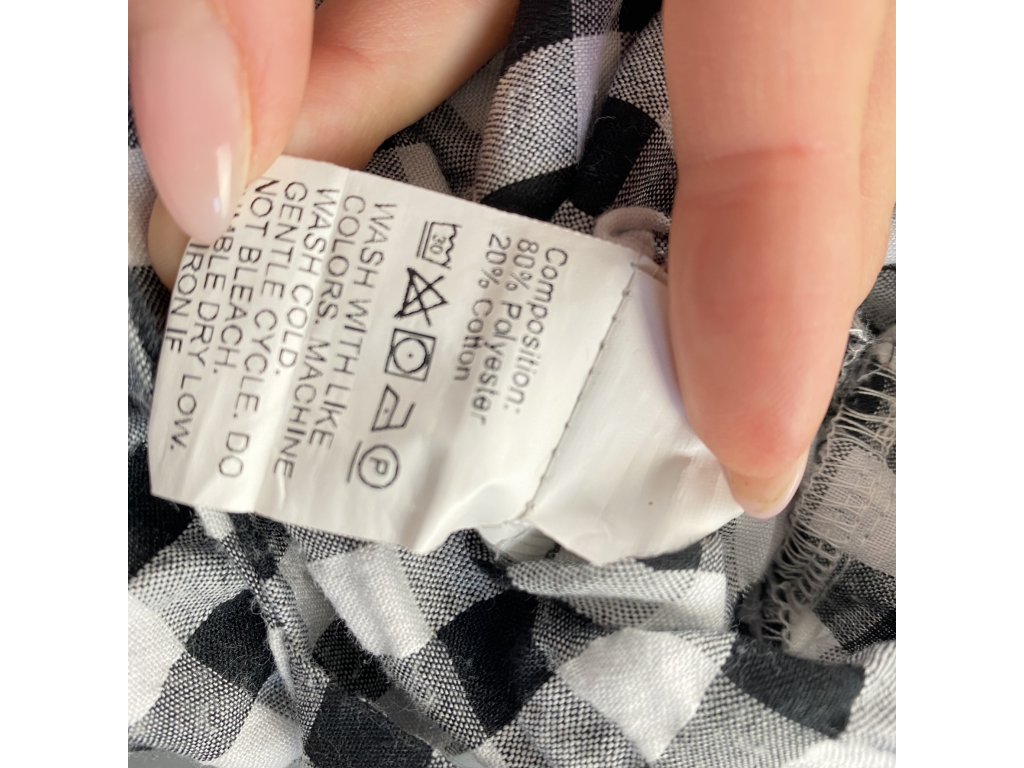 Composition:
80% Polyester
20% Cotton
30
P
WASH WITH LIKE
COLORS. MACHINE
WASH COLD.
GENTLE CYCLE. DO
NOT BLEACH.
DRY LOW.
IRON IF